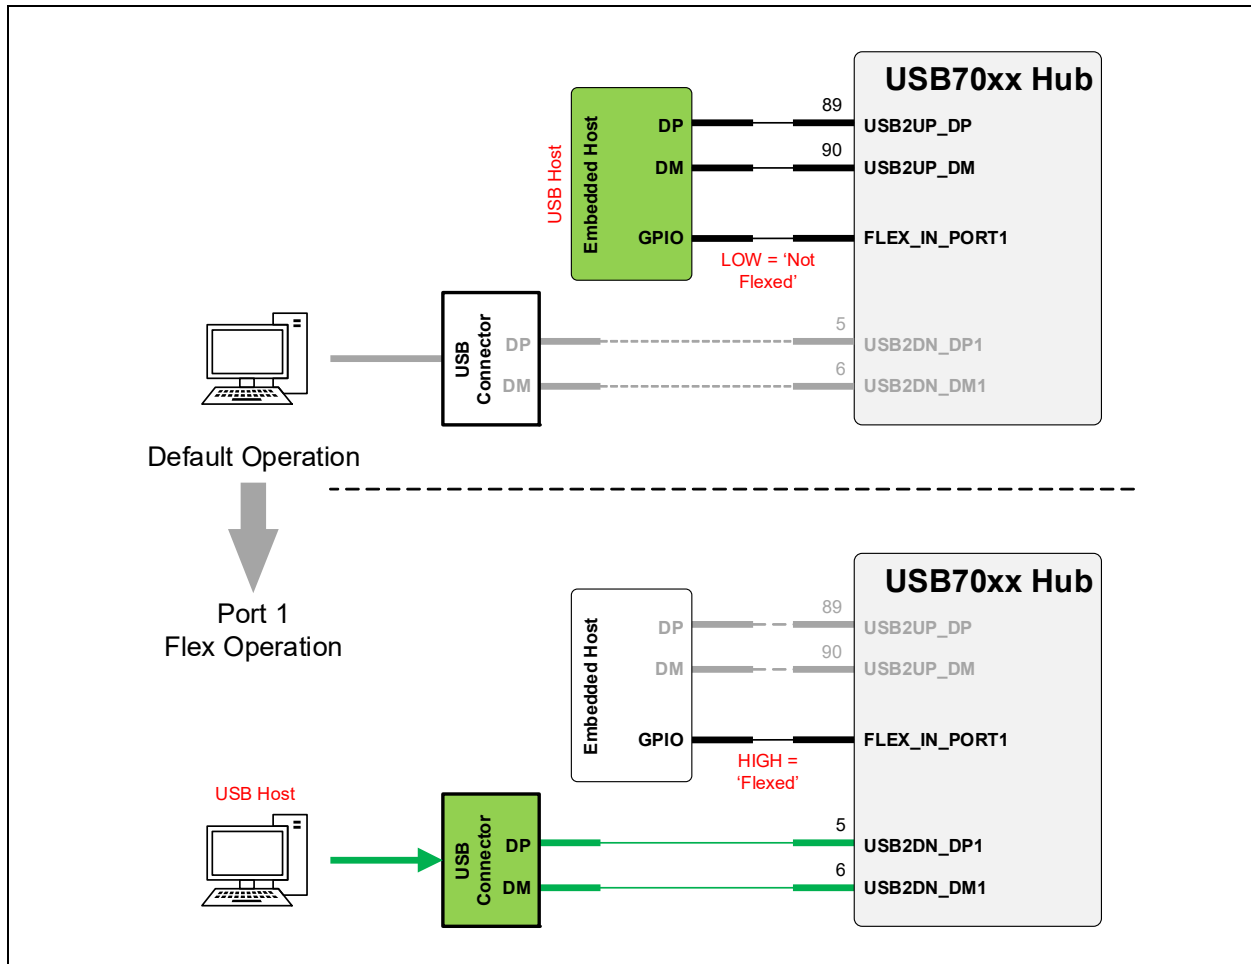 USB70xx Hub
89
DP
USB2UP_DP
90
DM
USB2UP_DM
USB Host
Embedded Host
GPIO
FLEX_IN_PORT1
LOW = ‘Not
Flexed’
5
DP
USB2DN_DP1
USB
Connector
6
DM
USB2DN_DM1
Default Operation
Port 1
Flex Operation
USB70xx Hub
89
DP
USB2UP_DP
90
DM
USB2UP_DM
Embedded Host
GPIO
FLEX_IN_PORT1
HIGH =
‘Flexed’
USB Host
5
DP
USB2DN_DP1
USB
Connector
6
DM
USB2DN_DM1